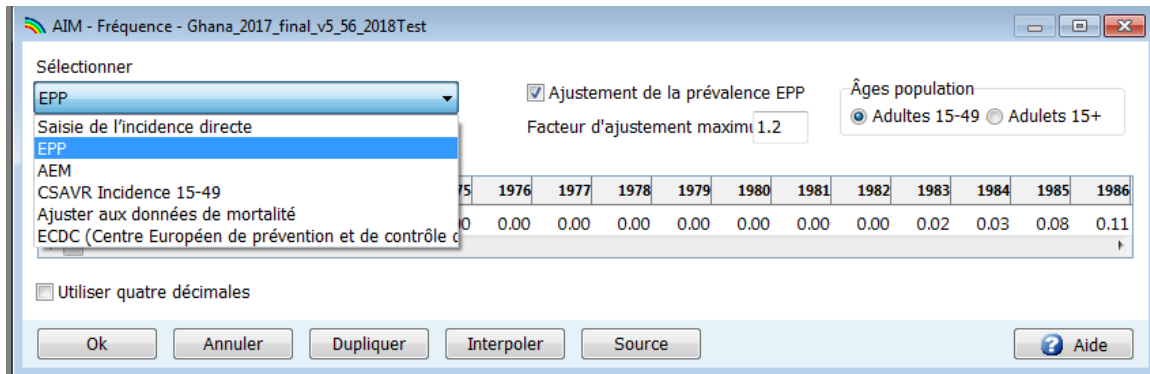 AIM - Fréquence - Ghana_2017_final_v5_56_2018Test
Sélectionner
EPP
Ajustement de la prévalence EPP
Facteur d'ajustement maximu 1.2
Âges population
Adultes 15-49 Adulets 15+
Saisie de l'incidence directe
EPP
AEM
CSAVR Incidence 15-49
Ajuster aux données de mortalité
ECDC (Centre Européen de prévention et de contrôle
75 1976 1977 1978 1979 1980 1981 1982 1983 1984 1985 1986
00 0.00 0.00 0.00 0.00 0.00 0.00 0.00 0.02 0.03 0.08 0.11
Utiliser quatre décimales
Ok Annuler Dupliquer Interpoler Source Aide